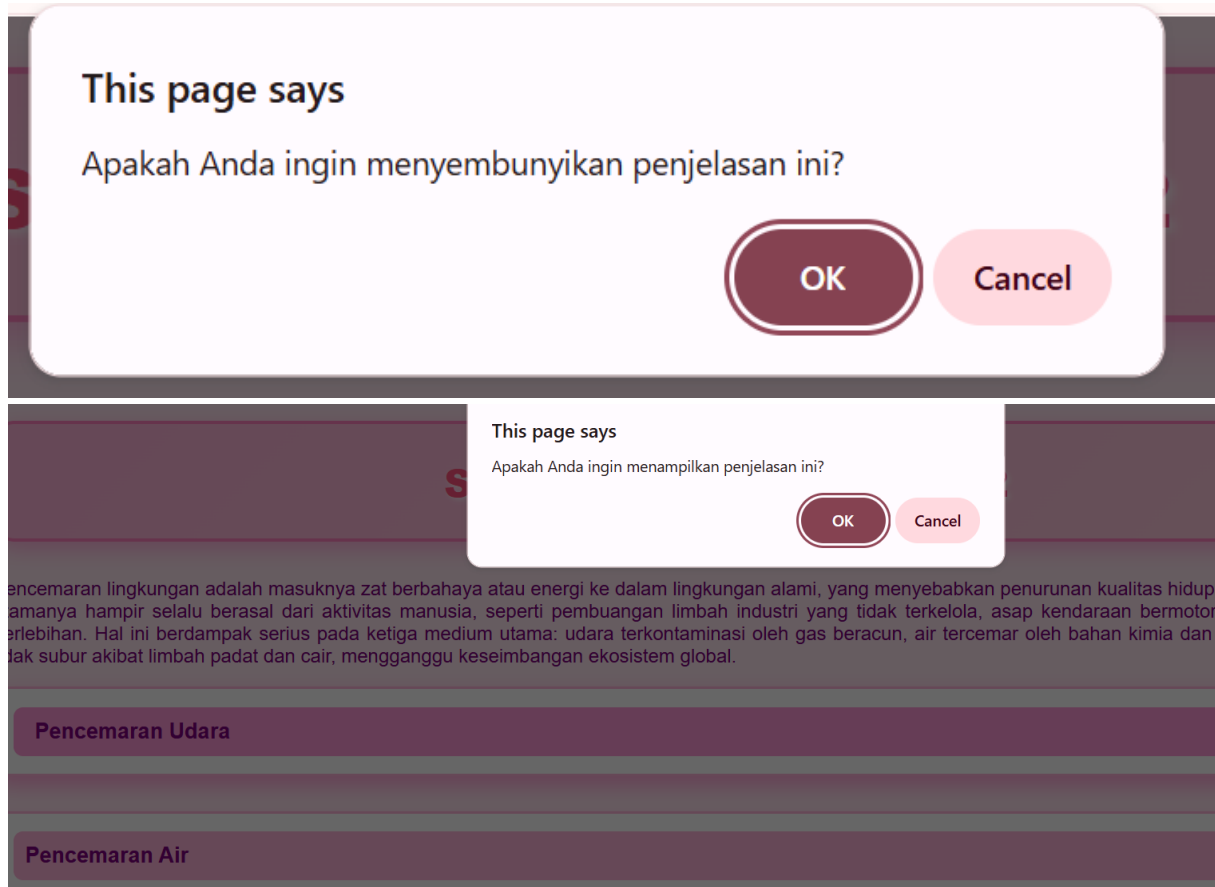 This page says
Apakah Anda ingin menyembunyikan penjelasan ini?
OK
Cancel
This page says
Apakah Anda ingin menampilkan penjelasan ini?
OK
Cancel
encemaran lingkungan adalah masuknya zat berbahaya atau energi ke dalam lingkungan alami, yang menyebabkan penurunan kualitas hidup
amanya hampir selalu berasal dari aktivitas manusia, seperti pembuangan limbah industri yang tidak terkelola, asap kendaraan bermotor
erlebihan. Hal ini berdampak serius pada ketiga medium utama: udara terkontaminasi oleh gas beracun, air tercemar oleh bahan kimia dan
dak subur akibat limbah padat dan cair, mengganggu keseimbangan ekosistem global.
Pencemaran Udara
Pencemaran Air